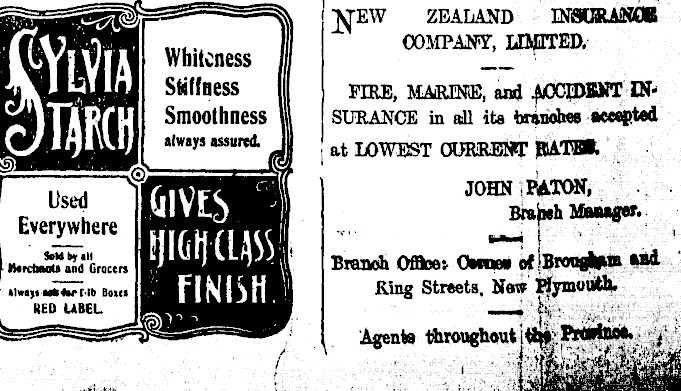 SYLVIA
STARCH
Whiteness
Stiffness
Smoothness
always assured.
Used
Everywhere
Sold by all
Merchants and Grocers
Always ask for 1-lb Boxes
RED LABEL.
GIVES
HIGH-CLASS
FINISH.
NEW ZEALAND INSURANCE
COMPANY, LIMITED.
FIRE, MARINE, and ACCIDENT IN-
SURANCE in all its branches accepted
at LOWEST CURRENT RATES.
JOHN PATON,
Branch Manager.
Branch Office: Corner of Brougham and
King Streets, New Plymouth.
Agents throughout the Province.